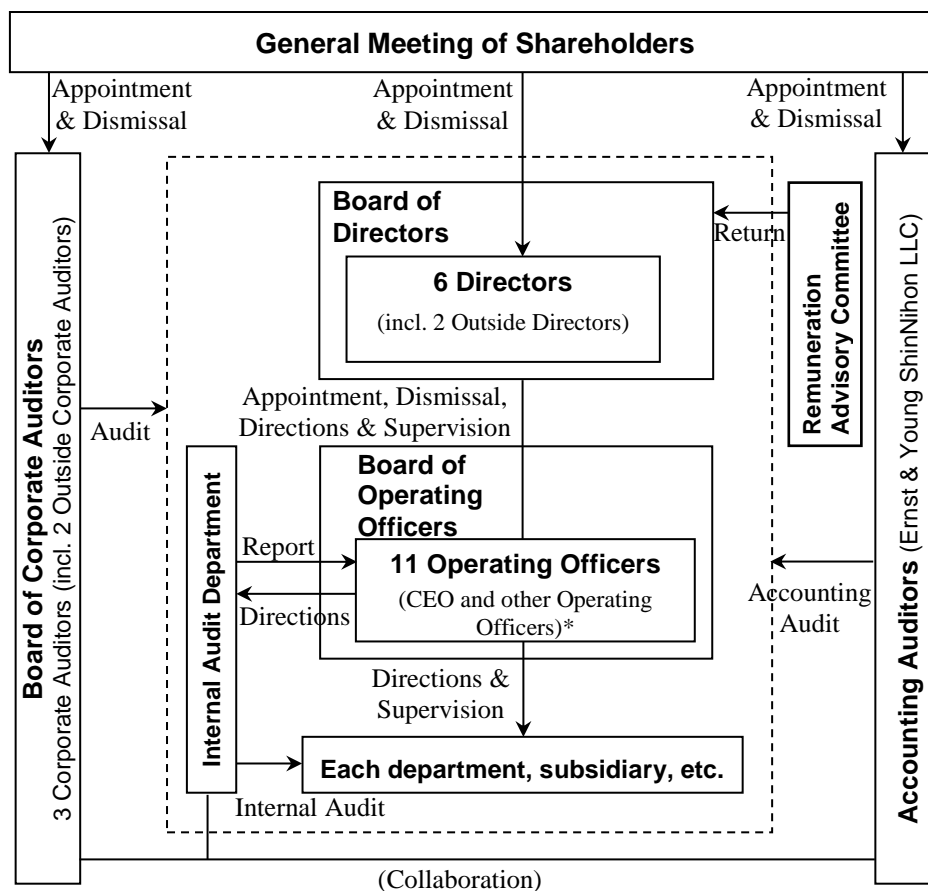 General Meeting of Shareholders
Appointment
& Dismissal
Appointment
& Dismissal
Appointment
& Dismissal
Board of Corporate Auditors
3 Corporate Auditors (incl. 2 Outside Corporate Auditors)
Audit
Board of
Directors
6 Directors
(incl. 2 Outside Directors)
Return
Remuneration
Advisory Committee
Accounting Auditors (Ernst & Young ShinNihon LLC)
Appointment, Dismissal,
Directions & Supervision
Internal Audit Department
Board of
Operating
Officers
Report
Directions
11 Operating Officers
(CEO and other Operating
Officers)*
Accounting
Audit
Directions &
Supervision
Each department, subsidiary, etc.
Internal Audit
(Collaboration)